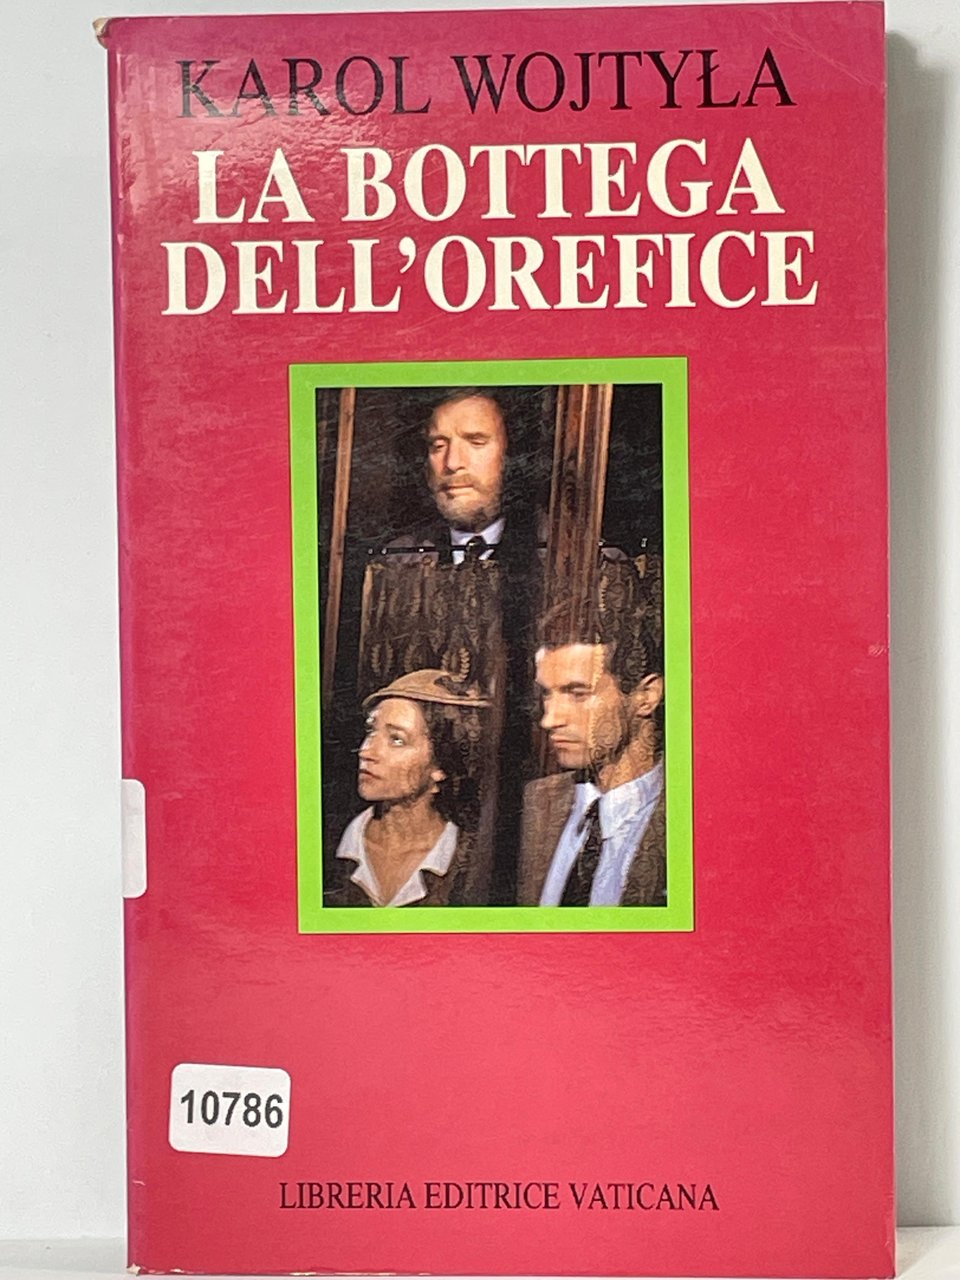 KAROL WOJTYŁA
LA BOTTEGA
DELL'OREFICE
10786
LIBRERIA EDITRICE VATICANA